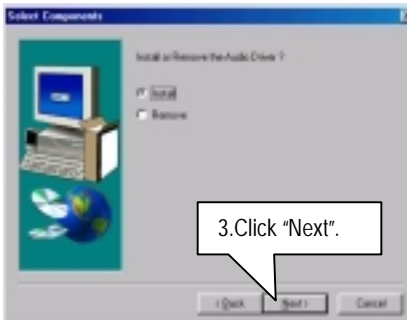 Select Components
Install or Remove the Audio Driver ?
Install
Remove
3.Click “Next”.
< Back
Next >
Cancel